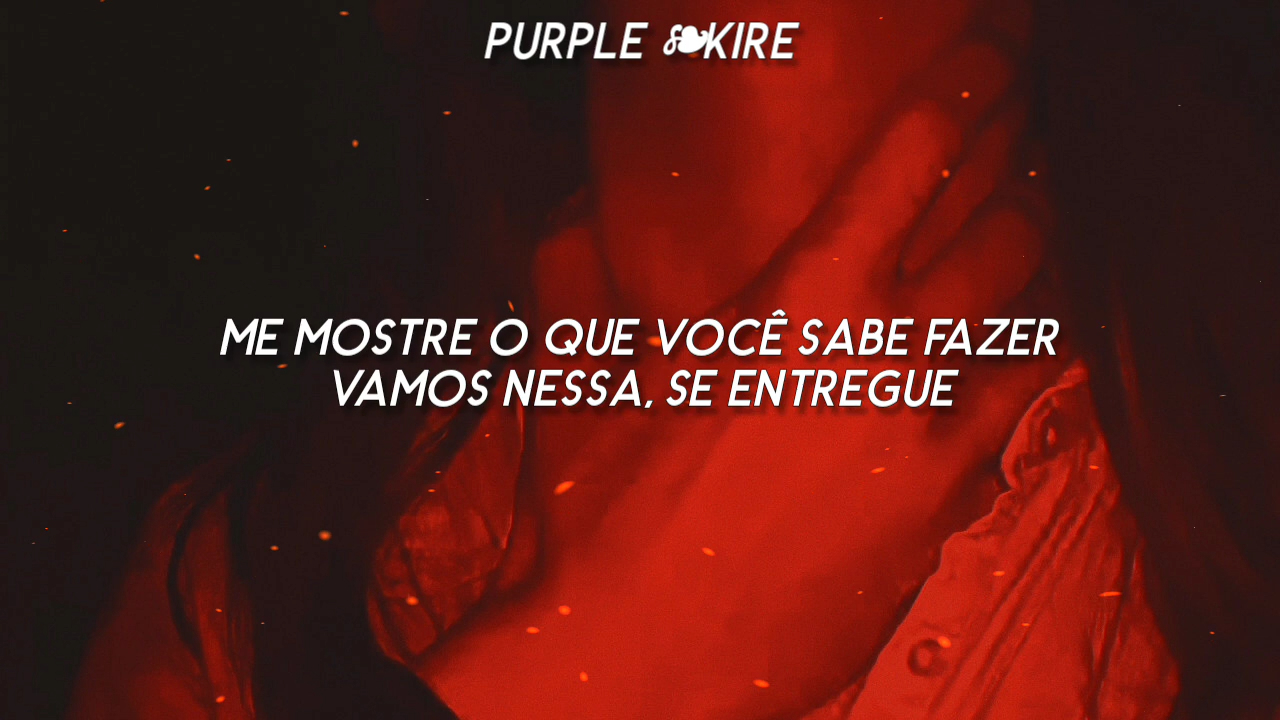 PURPLE ❧KIRE
ME MOSTRE O QUE VOCÊ SABE FAZER
VAMOS NESSA, SE ENTREGUE